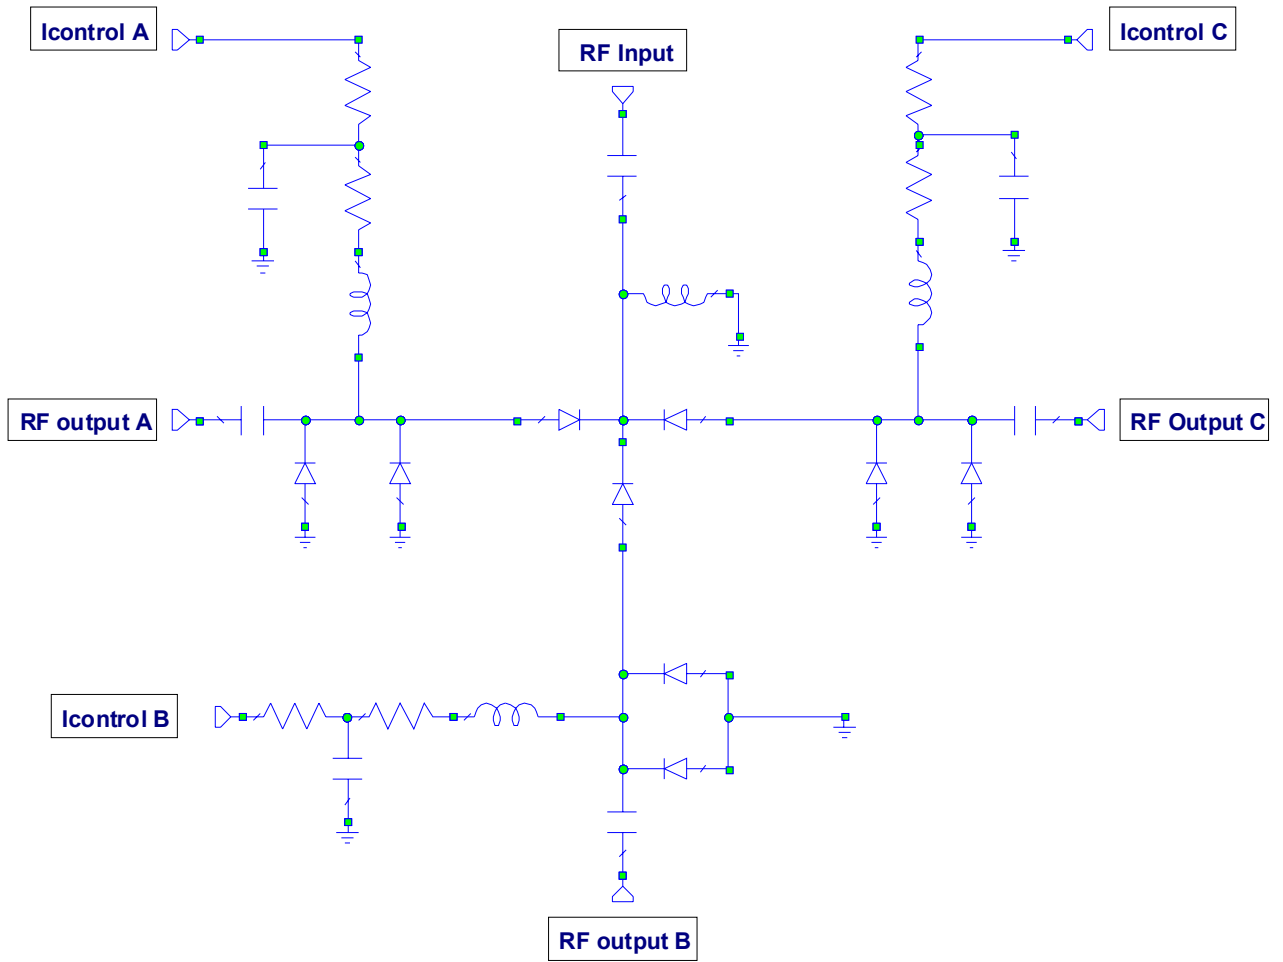 Icontrol A
RF Input
Icontrol C
RF output A
RF Output C
Icontrol B
RF output B